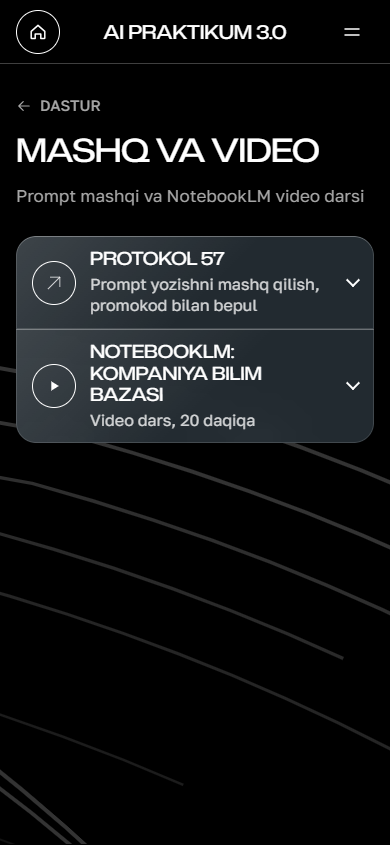 AI PRAKTIKUM 3.0
← DASTUR
MASHQ VA VIDEO
Prompt mashqi va NotebookLM video darsi
PROTOKOL 57
Prompt yozishni mashq qilish,
promokod bilan bepul
NOTEBOOKLM:
KOMPANIYA BILIM
BAZASI
Video dars, 20 daqiqa